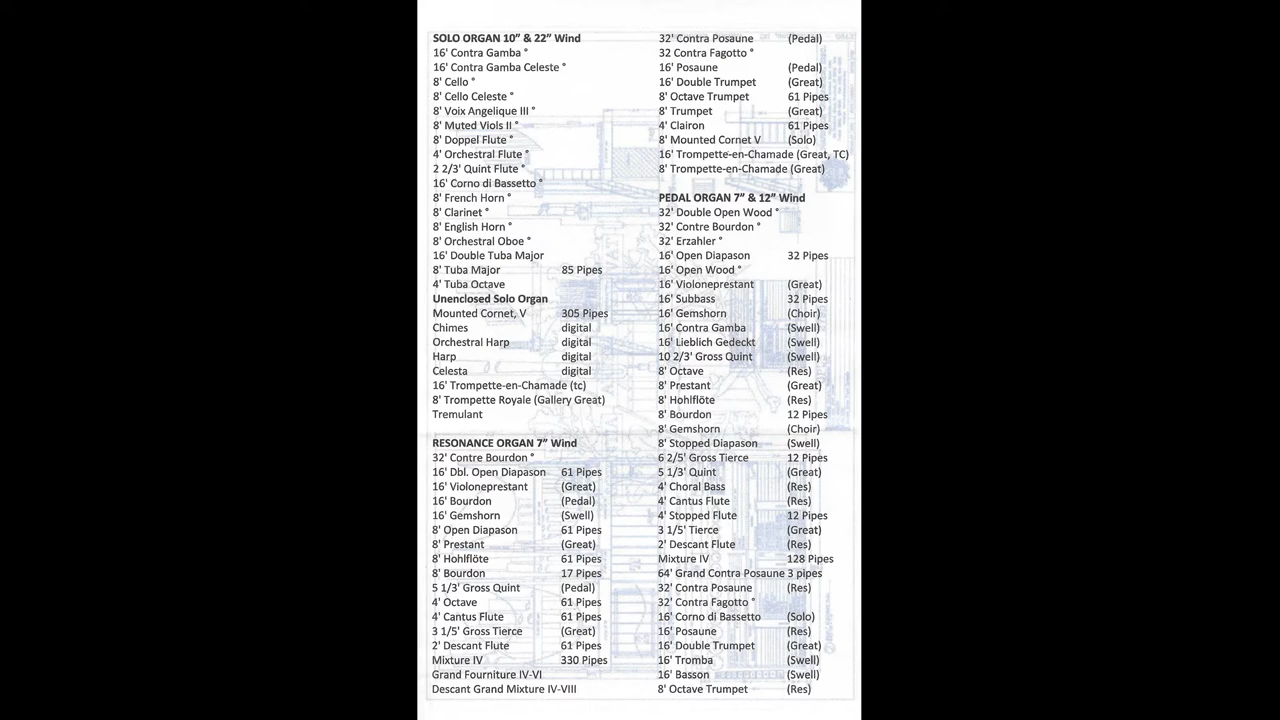 SOLO ORGAN 10” & 22” Wind
16' Contra Gamba °
16' Contra Gamba Celeste °
8' Cello °
8' Cello Celeste °
8' Voix Angelique III °
8' Muted Viols II °
8' Doppel Flute °
4' Orchestral Flute °
2 2/3' Quint Flute °
16' Corno di Bassetto °
8' French Horn °
8' Clarinet °
8' English Horn °
8' Orchestral Oboe °
16' Double Tuba Major
8' Tuba Major 85 Pipes
4' Tuba Octave
Unenclosed Solo Organ
Mounted Cornet, V 305 Pipes
Chimes digital
Orchestral Harp digital
Harp digital
Celesta digital
16' Trompette-en-Chamade (tc)
8' Trompette Royale (Gallery Great)
Tremulant
RESONANCE ORGAN 7” Wind
32' Contre Bourdon °
16' Dbl. Open Diapason 61 Pipes
16' Violoneprestant (Great)
16' Bourdon (Pedal)
16' Gemshorn (Swell)
8' Open Diapason 61 Pipes
8' Prestant (Great)
8' Hohlflöte 61 Pipes
8' Bourdon 17 Pipes
5 1/3' Gross Quint (Pedal)
4' Octave 61 Pipes
4' Cantus Flute 61 Pipes
3 1/5' Gross Tierce (Great)
2' Descant Flute 61 Pipes
Mixture IV 330 Pipes
Grand Fourniture IV-VI
Descant Grand Mixture IV-VIII
32' Contra Posaune (Pedal)
32 Contra Fagotto °
16' Posaune (Pedal)
16' Double Trumpet (Great)
8' Octave Trumpet 61 Pipes
8' Trumpet (Great)
4' Clairon 61 Pipes
8' Mounted Cornet V (Solo)
16' Trompette-en-Chamade (Great, TC)
8' Trompette-en-Chamade (Great)
PEDAL ORGAN 7” & 12” Wind
32' Double Open Wood °
32' Contre Bourdon °
32' Erzahler °
16' Open Diapason 32 Pipes
16' Open Wood °
16' Violoneprestant (Great)
16' Subbass 32 Pipes
16' Gemshorn (Choir)
16' Contra Gamba (Swell)
16' Lieblich Gedeckt (Swell)
10 2/3' Gross Quint (Swell)
8' Octave (Res)
8' Prestant (Great)
8' Hohlflöte (Res)
8' Bourdon 12 Pipes
8' Gemshorn (Choir)
8' Stopped Diapason (Swell)
6 2/5' Gross Tierce 12 Pipes
5 1/3' Quint (Great)
4' Choral Bass (Res)
4' Cantus Flute (Res)
4' Stopped Flute 12 Pipes
3 1/5' Tierce (Great)
2' Descant Flute (Res)
Mixture IV 128 Pipes
64' Grand Contra Posaune 3 pipes
32' Contra Posaune (Res)
32' Contra Fagotto °
16' Corno di Bassetto (Solo)
16' Posaune (Res)
16' Double Trumpet (Great)
16' Tromba (Swell)
16' Basson (Swell)
8' Octave Trumpet (Res)